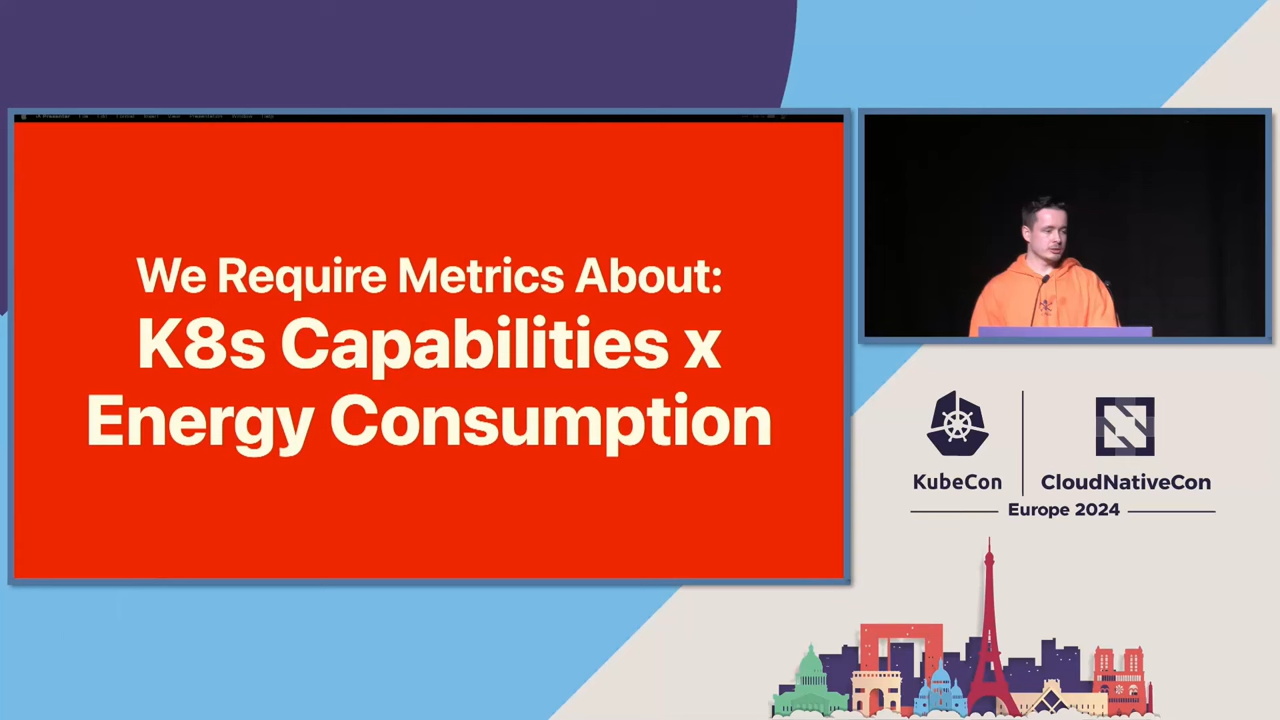 We Require Metrics About:
K8s Capabilities x
Energy Consumption
KubeCon
CloudNativeCon
Europe 2024